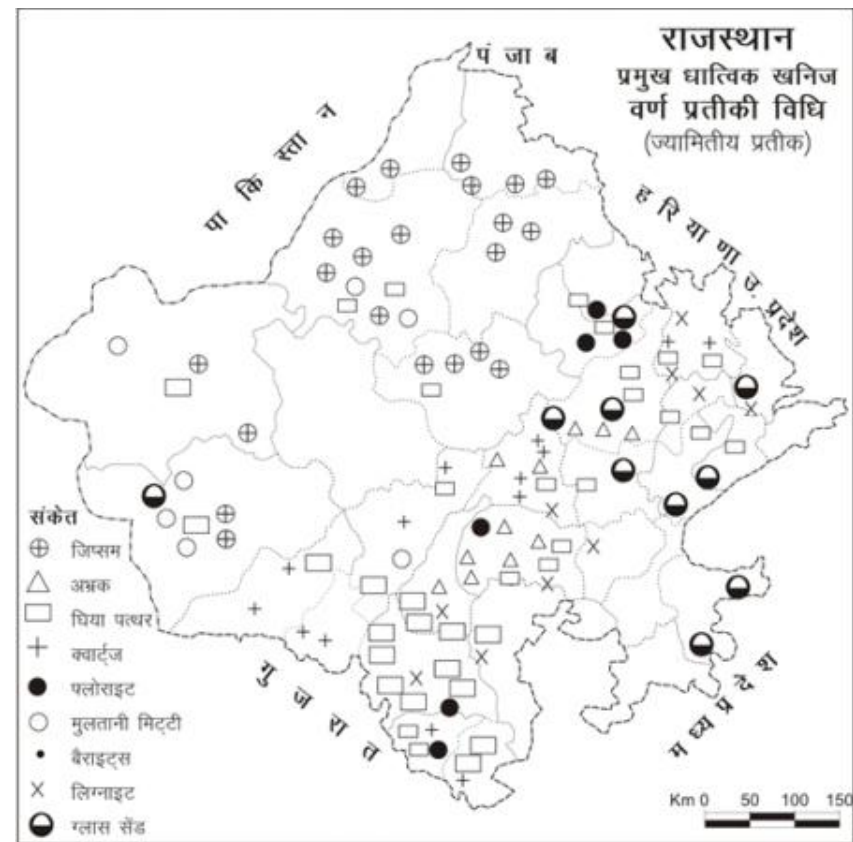 राजस्थान
प्रमुख धात्विक खनिज
वर्ण प्रतीकी विधि
(ज्यामितीय प्रतीक)
पंजाब
पाकिस्तान
हरियाणा
उ. प्रदेश
संकेत
जिप्सम
अभ्रक
घिया पत्थर
क्वार्ट्ज
फ्लोराइट
मुलतानी मिट्टी
बैराइट्स
लिग्नाइट
ग्लास सेंड
गुजरात
मध्य प्रदेश
Km 0 50 100 150